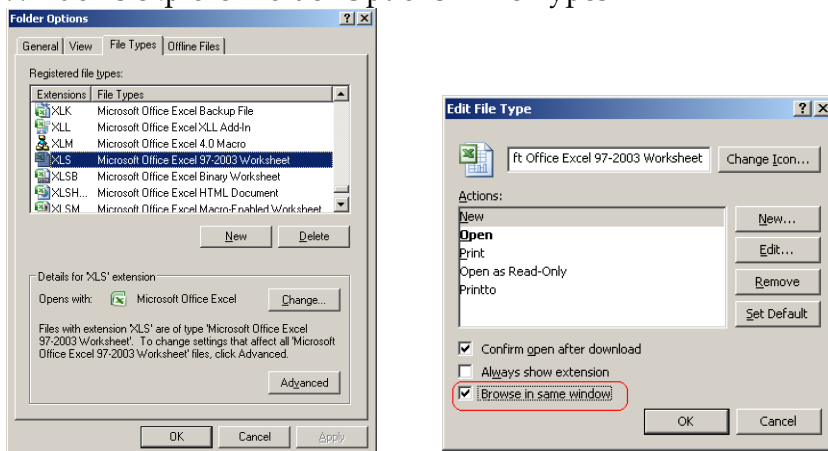 Folder Options
General View File Types Offline Files
Registered file types:
Extensions File Types
XLK Microsoft Office Excel Backup File
XLL Microsoft Office Excel XLL Add-In
XLM Microsoft Office Excel 4.0 Macro
XLS Microsoft Office Excel 97-2003 Worksheet
XLSB Microsoft Office Excel Binary Worksheet
XLSH... Microsoft Office Excel HTML Document
XLSM Microsoft Office Excel Macro-Enabled Worksheet
New Delete
Details for 'XLS' extension
Opens with: Microsoft Office Excel Change...
Files with extension 'XLS' are of type 'Microsoft Office Excel
97-2003 Worksheet'. To change settings that affect all 'Microsoft
Office Excel 97-2003 Worksheet' files, click Advanced.
Advanced
OK Cancel Apply
Edit File Type
ft Office Excel 97-2003 Worksheet Change Icon...
Actions:
New
Open
Print
Open as Read-Only
Printto
New...
Edit...
Remove
Set Default
Confirm open after download
Always show extension
Browse in same window
OK Cancel